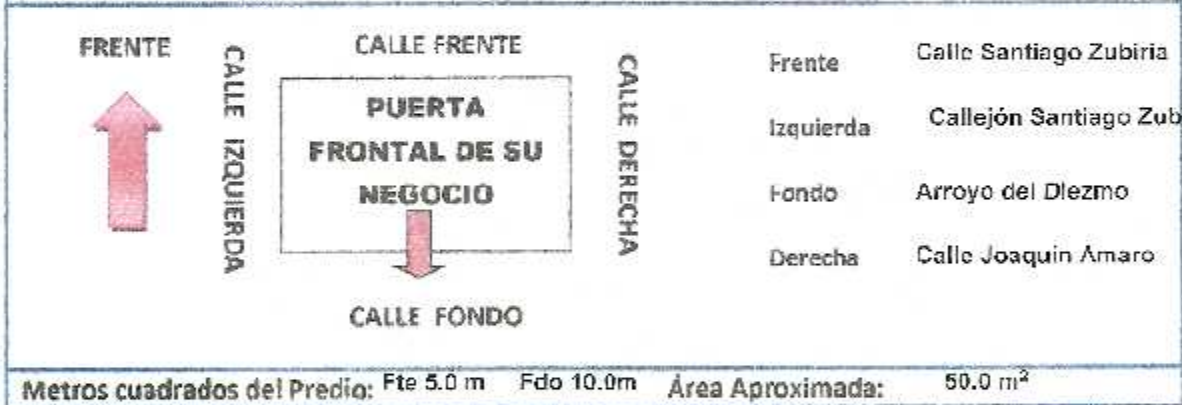 FRENTE
CALLE IZQUIERDA
CALLE FRENTE
PUERTA
FRONTAL DE SU
NEGOCIO
CALLE FONDO
CALLE DERECHA
Frente Calle Santiago Zubiria
Izquierda Callejón Santiago Zub
Fondo Arroyo del Diezmo
Derecha Calle Joaquin Amaro
Metros cuadrados del Predio: Fte 5.0 m Fdo 10.0m Área Aproximada: 50.0 m²